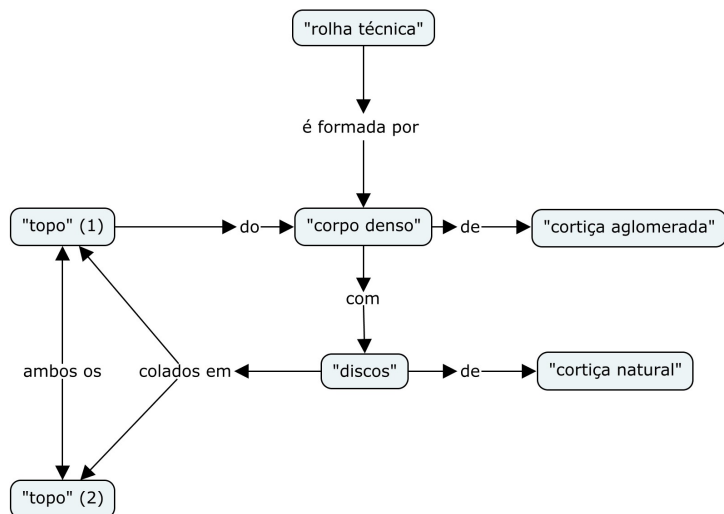 "rolha técnica"
é formada por
"topo" (1)
do
"corpo denso"
de
"cortiça aglomerada"
com
ambos os
colados em
"discos"
de
"cortiça natural"
"topo" (2)